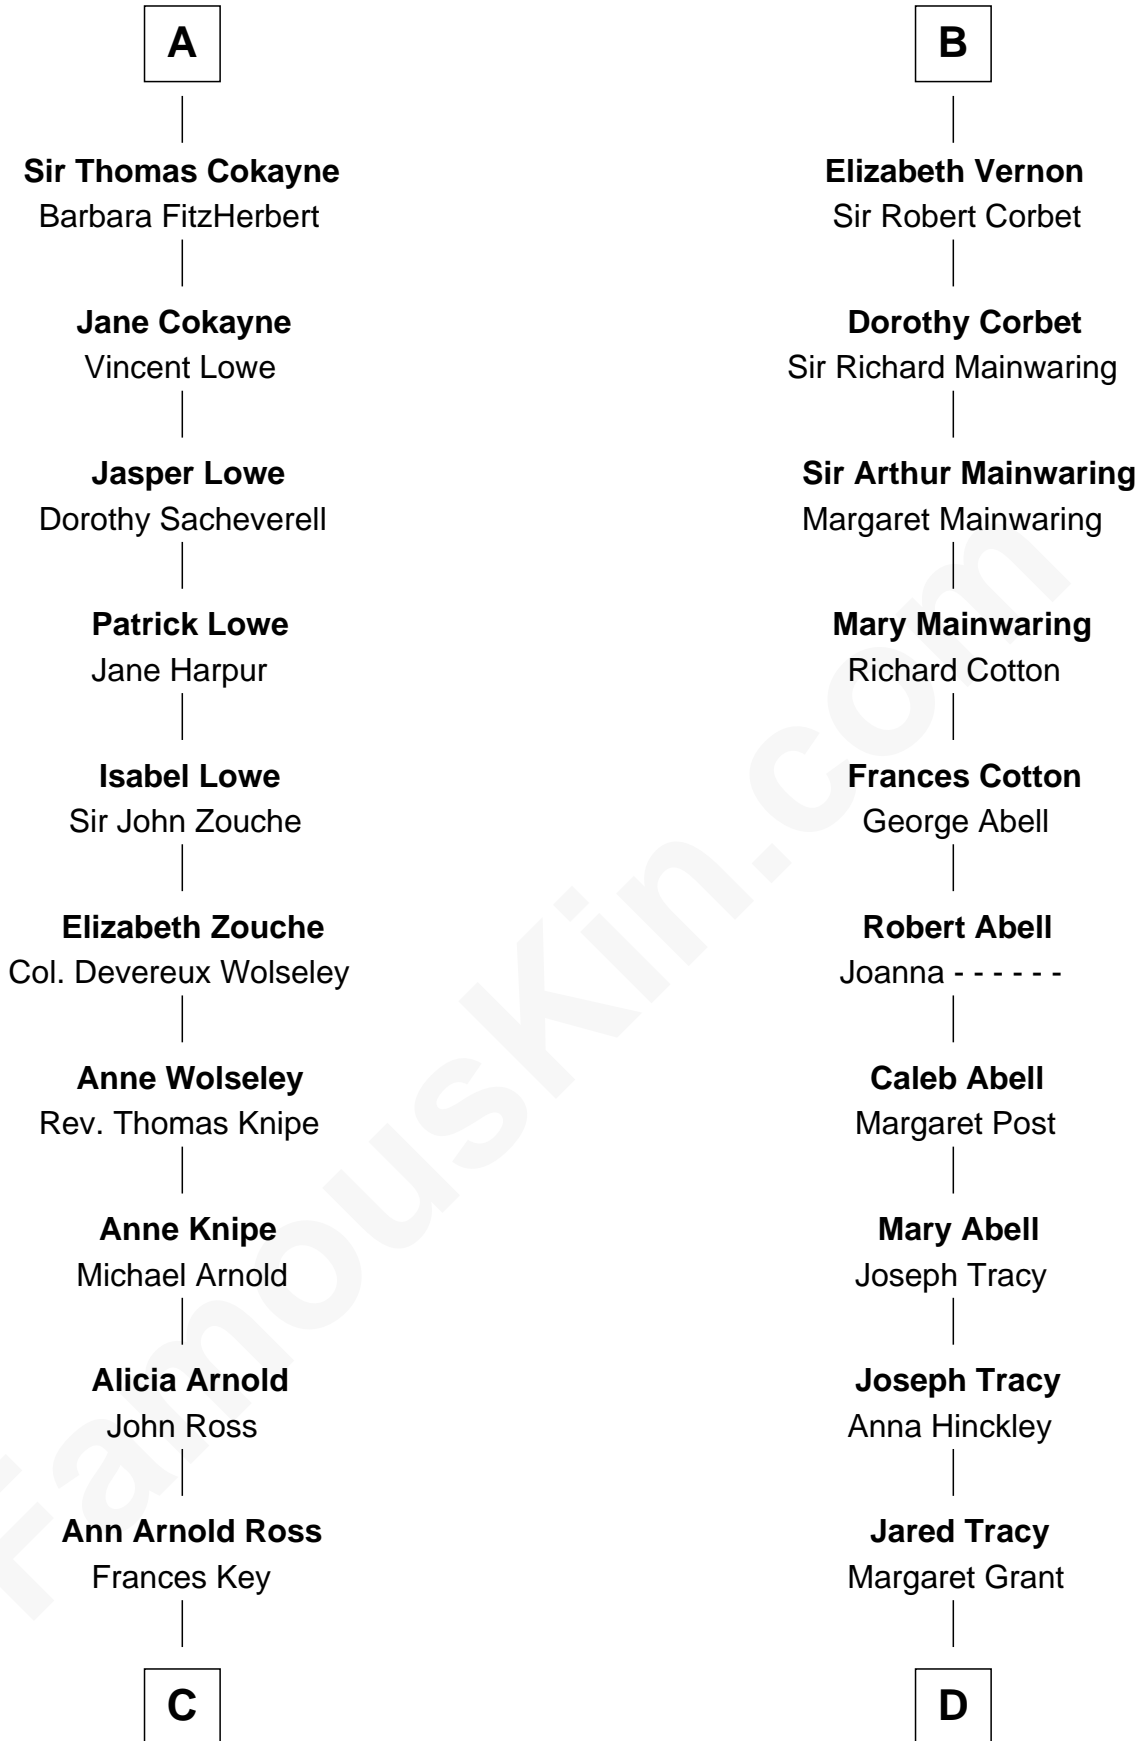 A
Sir Thomas Cokayne
Barbara FitzHerbert
Jane Cokayne
Vincent Lowe
Jasper Lowe
Dorothy Sacheverell
Patrick Lowe
Jane Harpur
Isabel Lowe
Sir John Zouche
Elizabeth Zouche
Col. Devereux Wolseley
Anne Wolseley
Rev. Thomas Knipe
Anne Knipe
Michael Arnold
Alicia Arnold
John Ross
Ann Arnold Ross
Frances Key
C
B
Elizabeth Vernon
Sir Robert Corbet
Dorothy Corbet
Sir Richard Mainwaring
Sir Arthur Mainwaring
Margaret Mainwaring
Mary Mainwaring
Richard Cotton
Frances Cotton
George Abell
Robert Abell
Joanna - - - - - -
Caleb Abell
Margaret Post
Mary Abell
Joseph Tracy
Joseph Tracy
Anna Hinckley
Jared Tracy
Margaret Grant
D
FamousKin.com